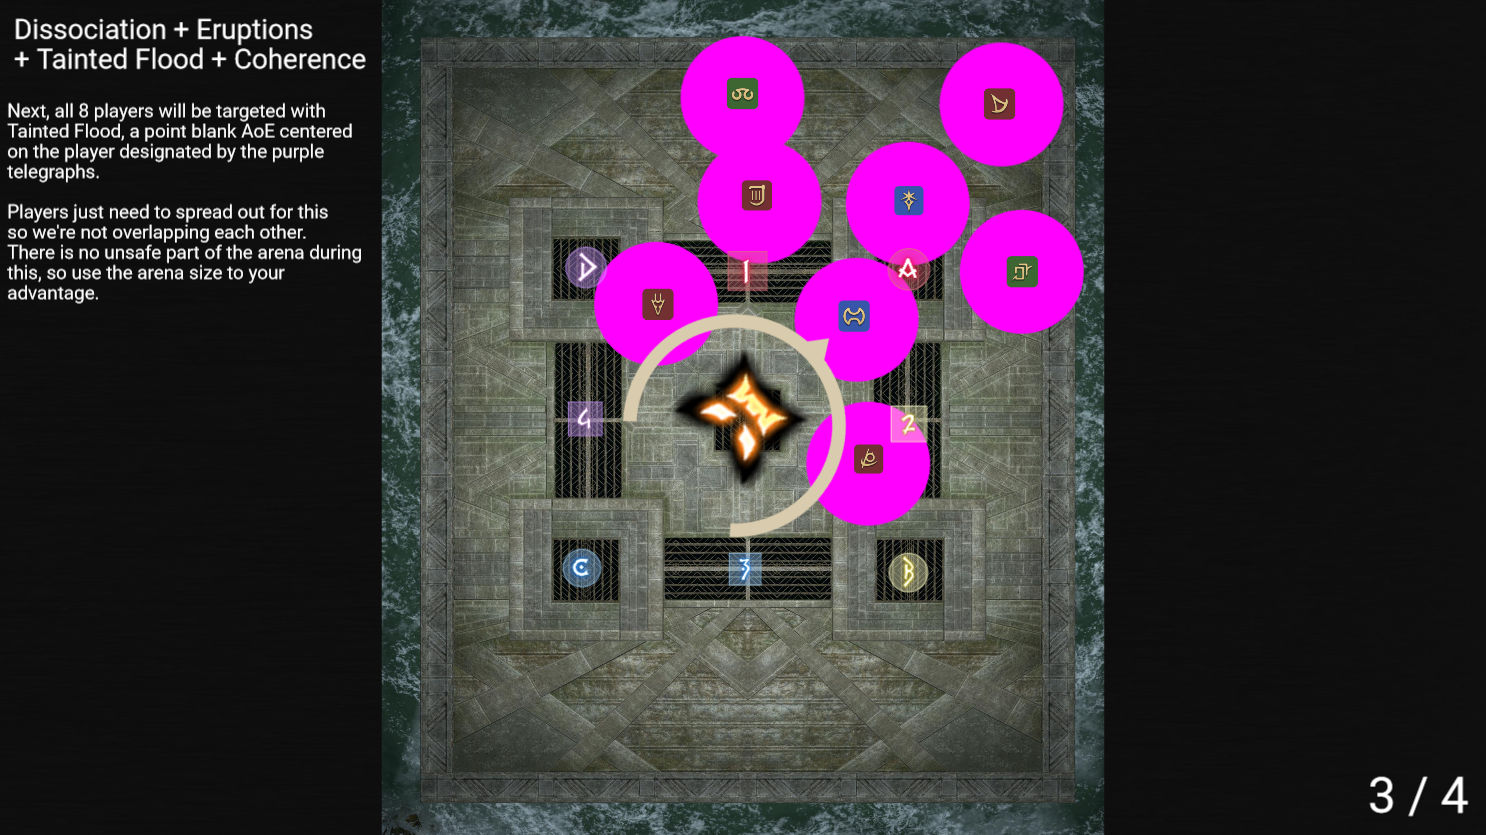 Dissociation + Eruptions
+ Tainted Flood + Coherence
Next, all 8 players will be targeted with
Tainted Flood, a point blank AoE centered
on the player designated by the purple
telegraphs.
Players just need to spread out for this
so we're not overlapping each other.
There is no unsafe part of the arena during
this, so use the arena size to your
advantage.
D
1
A
4
2
C
3
B
3 / 4